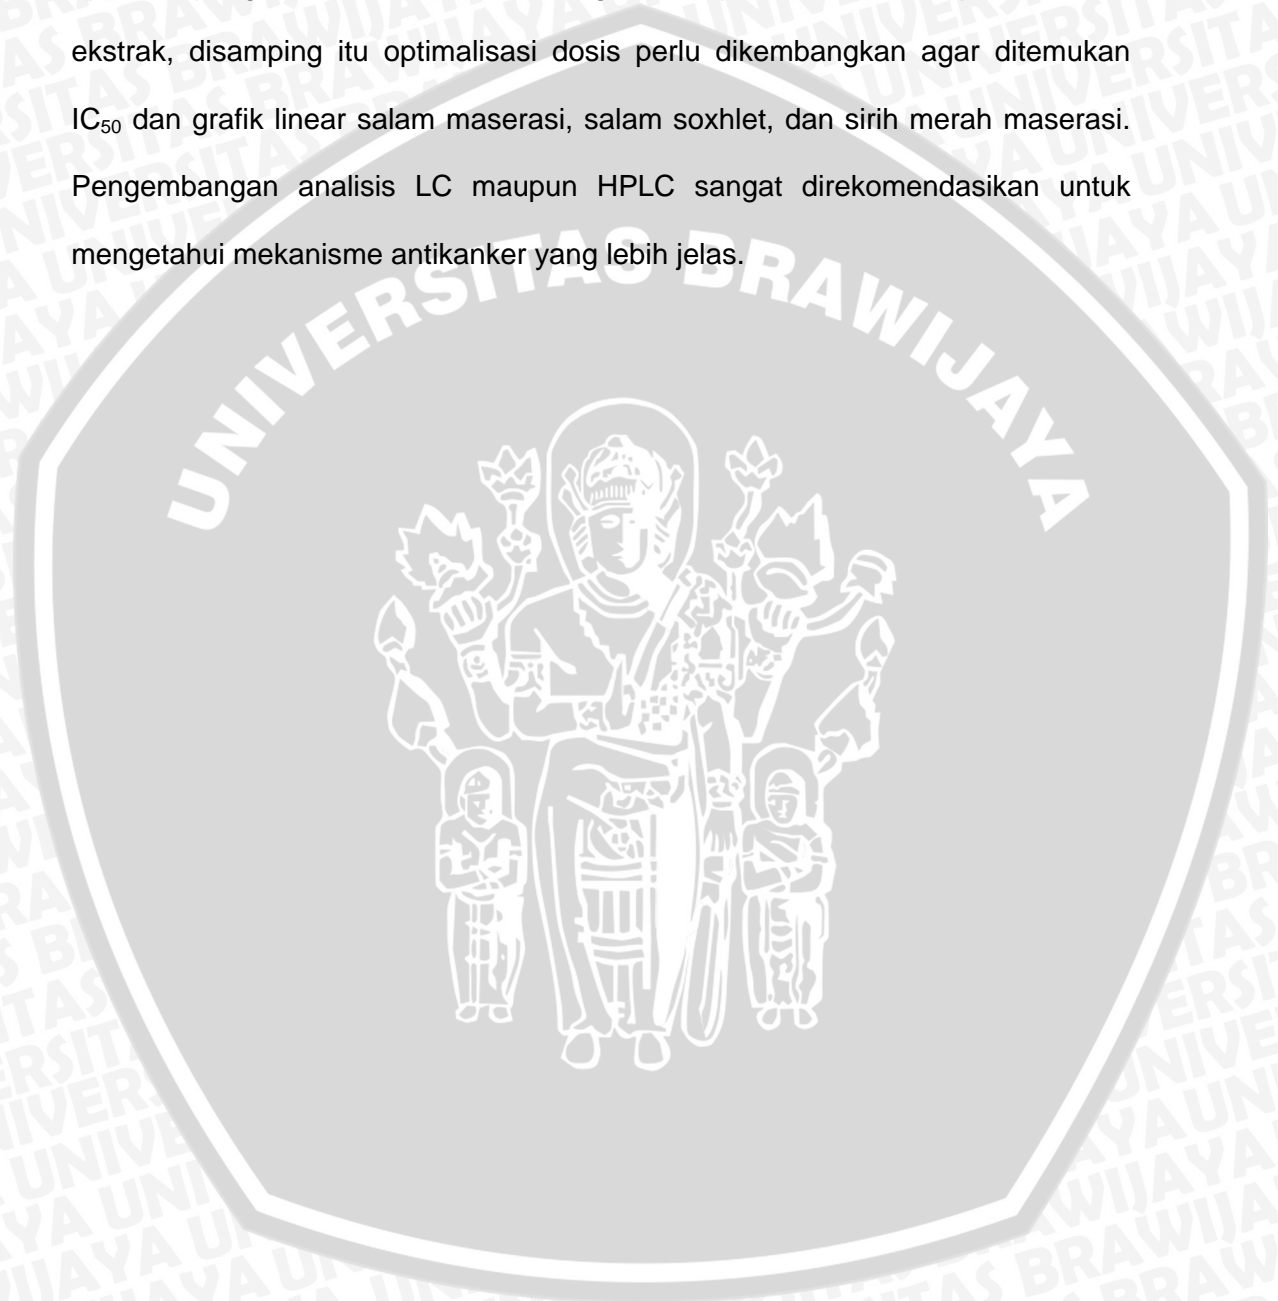 ekstrak, disamping itu optimalisasi dosis perlu dikembangkan agar ditemukan
IC₅₀ dan grafik linear salam maserasi, salam soxhlet, dan sirih merah maserasi.
Pengembangan analisis LC maupun HPLC sangat direkomendasikan untuk
mengetahui mekanisme antikanker yang lebih jelas.
UNIVERSITAS BRAWIJAYA